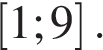 [1; 9] .